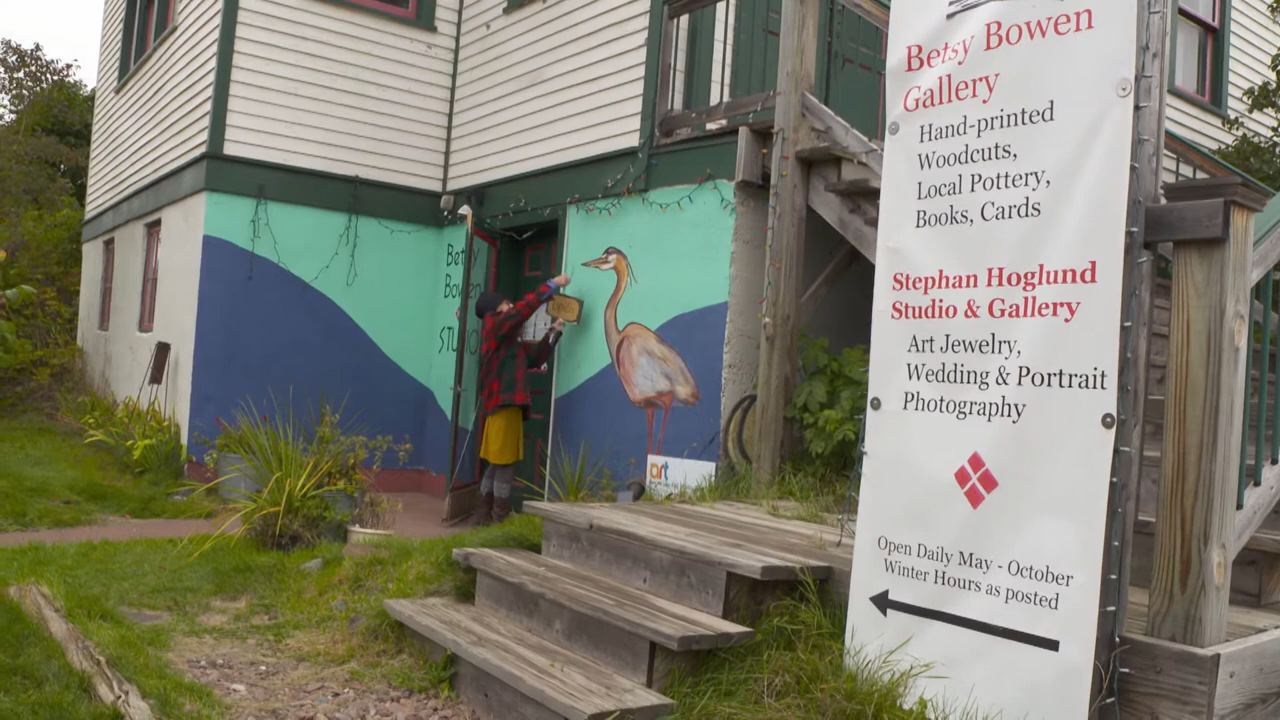 Betsy Bowen
Gallery
Hand-printed
Woodcuts,
Local Pottery,
Books, Cards
Stephan Hoglund
Studio & Gallery
Art Jewelry,
Wedding & Portrait
Photography
Open Daily May - October
Winter Hours as posted
Betsy
Bowen
STUDIO
art